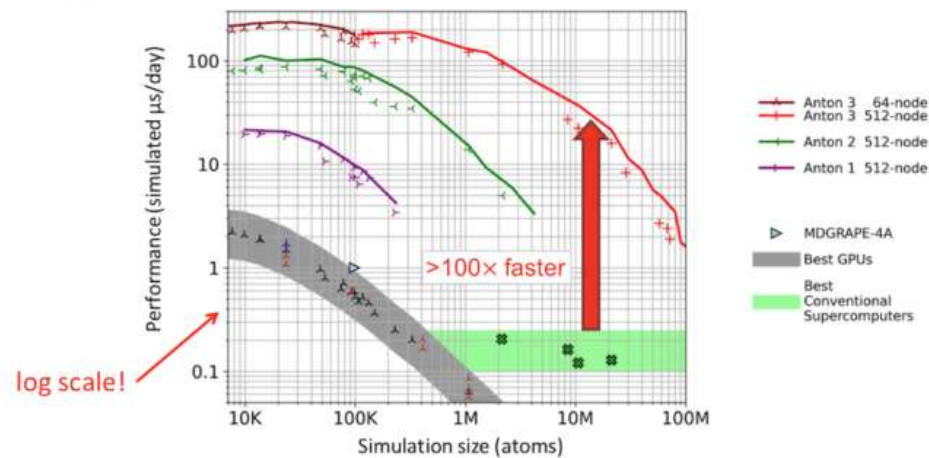 Performance (simulated µs/day)
100
10
1
0.1
10K
100K
1M
10M
100M
Simulation size (atoms)
>100× faster
log scale!
Anton 3 64-node
Anton 3 512-node
Anton 2 512-node
Anton 1 512-node
MDGRAPE-4A
Best GPUs
Best
Conventional
Supercomputers